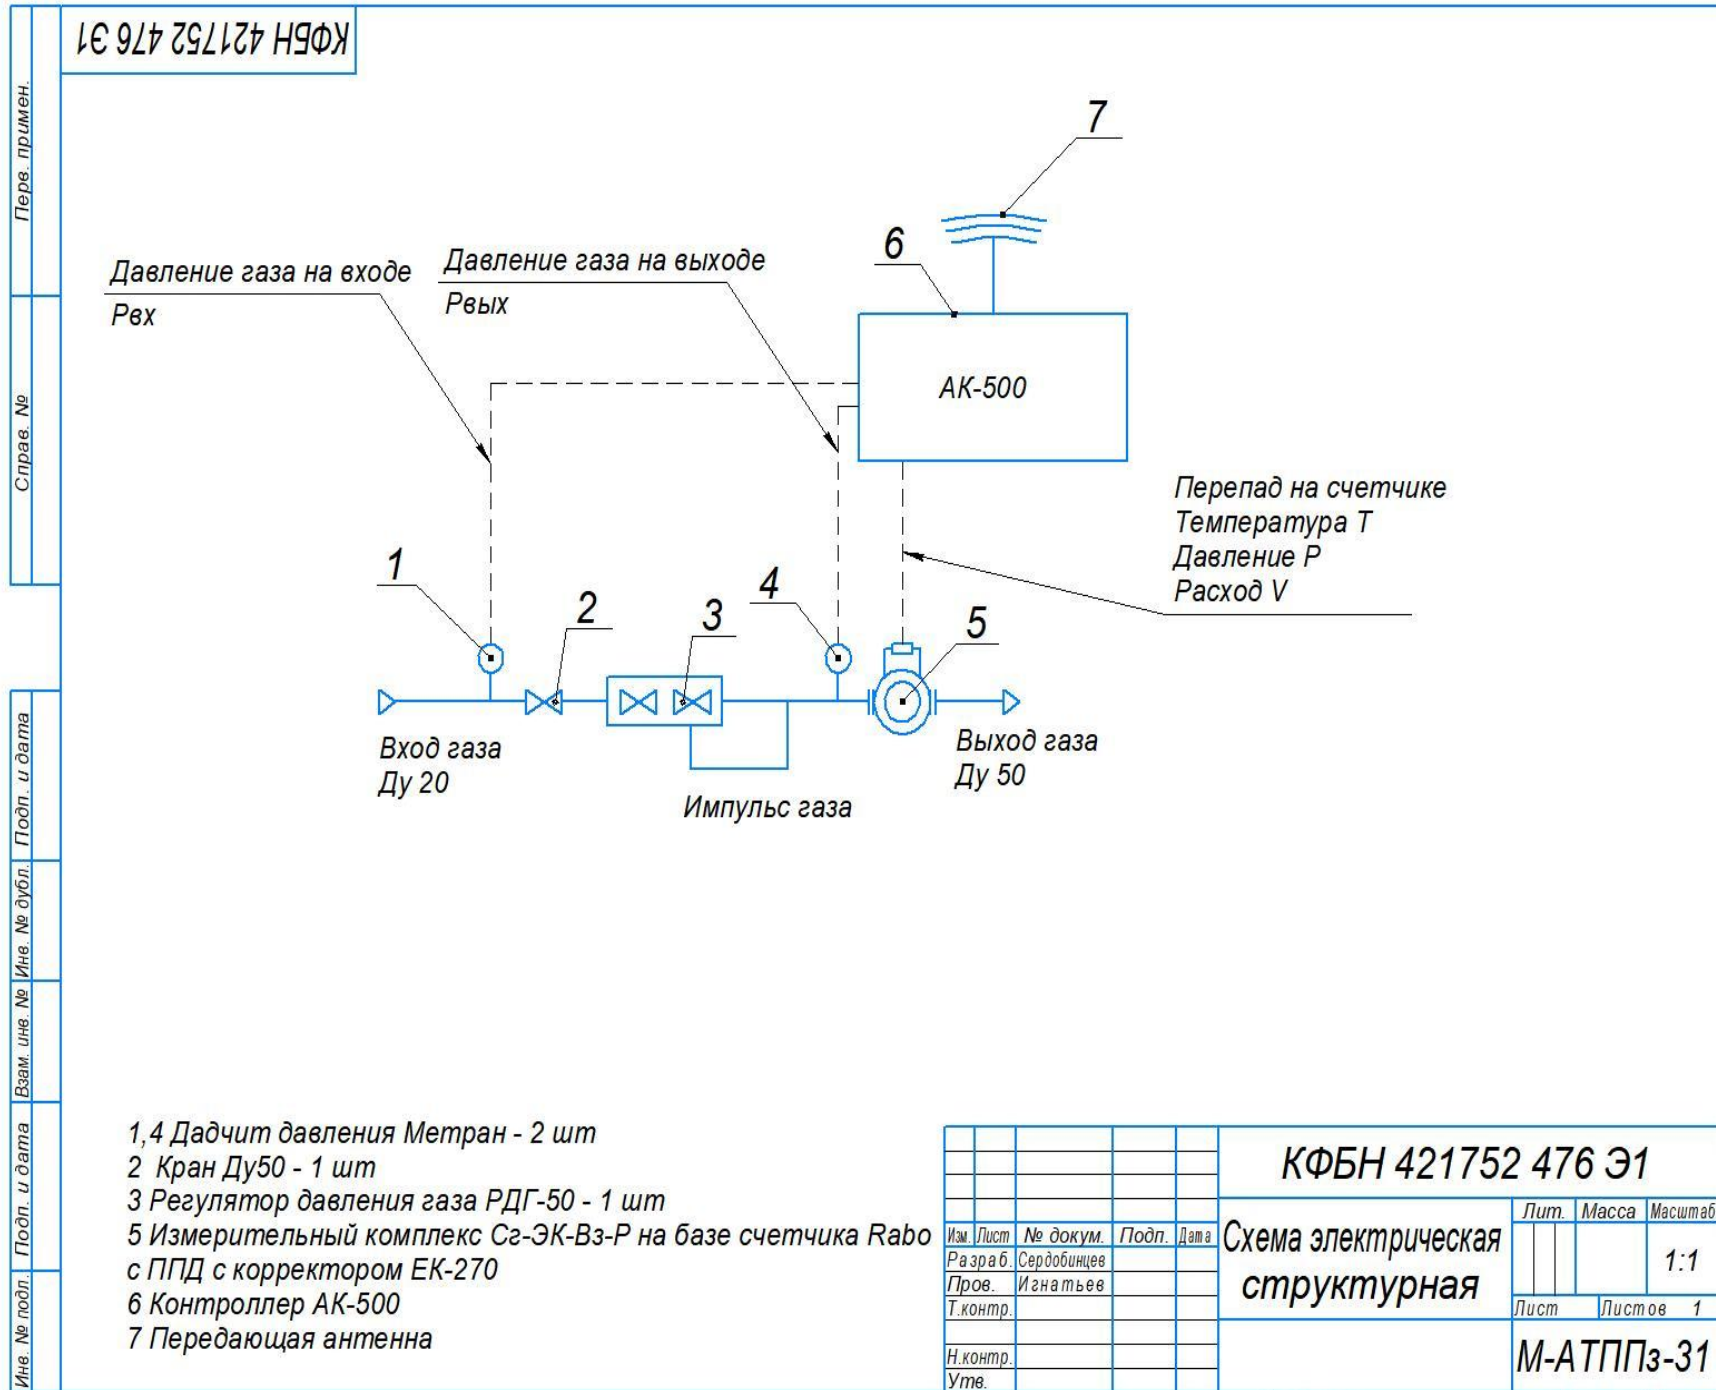 КФБН 421752 476 Э1
Перв. примен.
Справ. №
Подп. и дата
Инв. № дубл.
Взам. инв. №
Подп. и дата
Инв. № подл.
7
6
Давление газа на входе
Рвх
Давление газа на выходе
Рвых
АК-500
Перепад на счетчике
Температура Т
Давление Р
Расход V
1
2
3
4
5
Вход газа
Ду 20
Импульс газа
Выход газа
Ду 50
1,4 Дадчит давления Метран - 2 шт
2 Кран Ду50 - 1 шт
3 Регулятор давления газа РДГ-50 - 1 шт
5 Измерительный комплекс Сг-ЭК-Вз-Р на базе счетчика Rabo
с ППД с корректором ЕК-270
6 Контроллер АК-500
7 Передающая антенна
КФБН 421752 476 Э1
Изм. Лист № докум. Подп. Дата
Разраб. Сердобинцев
Пров. Игнатьев
Т.контр.
Н.контр.
Утв.
Схема электрическая
структурная
Лит. Масса Масштаб
1:1
Лист Листов 1
М-АТППз-31